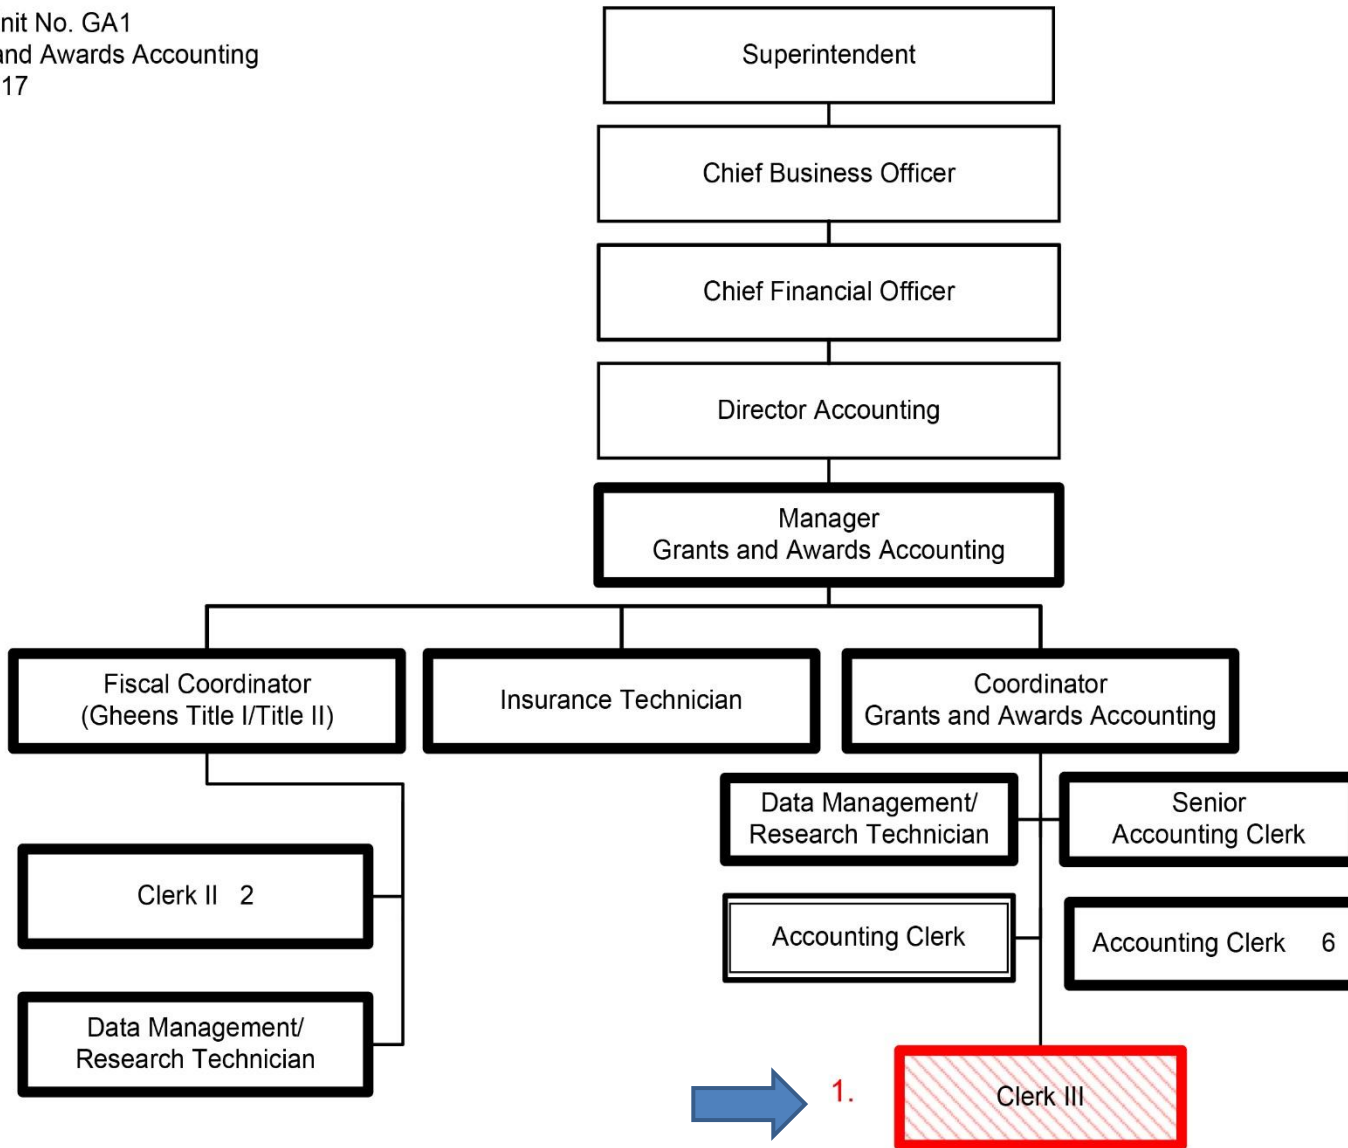 nit No. GA1
and Awards Accounting
17
Superintendent
Chief Business Officer
Chief Financial Officer
Director Accounting
Manager
Grants and Awards Accounting
Fiscal Coordinator
(Gheens Title I/Title II)
Insurance Technician
Coordinator
Grants and Awards Accounting
Data Management/
Research Technician
Senior
Accounting Clerk
Clerk II 2
Accounting Clerk
Accounting Clerk 6
Data Management/
Research Technician
1.
Clerk III